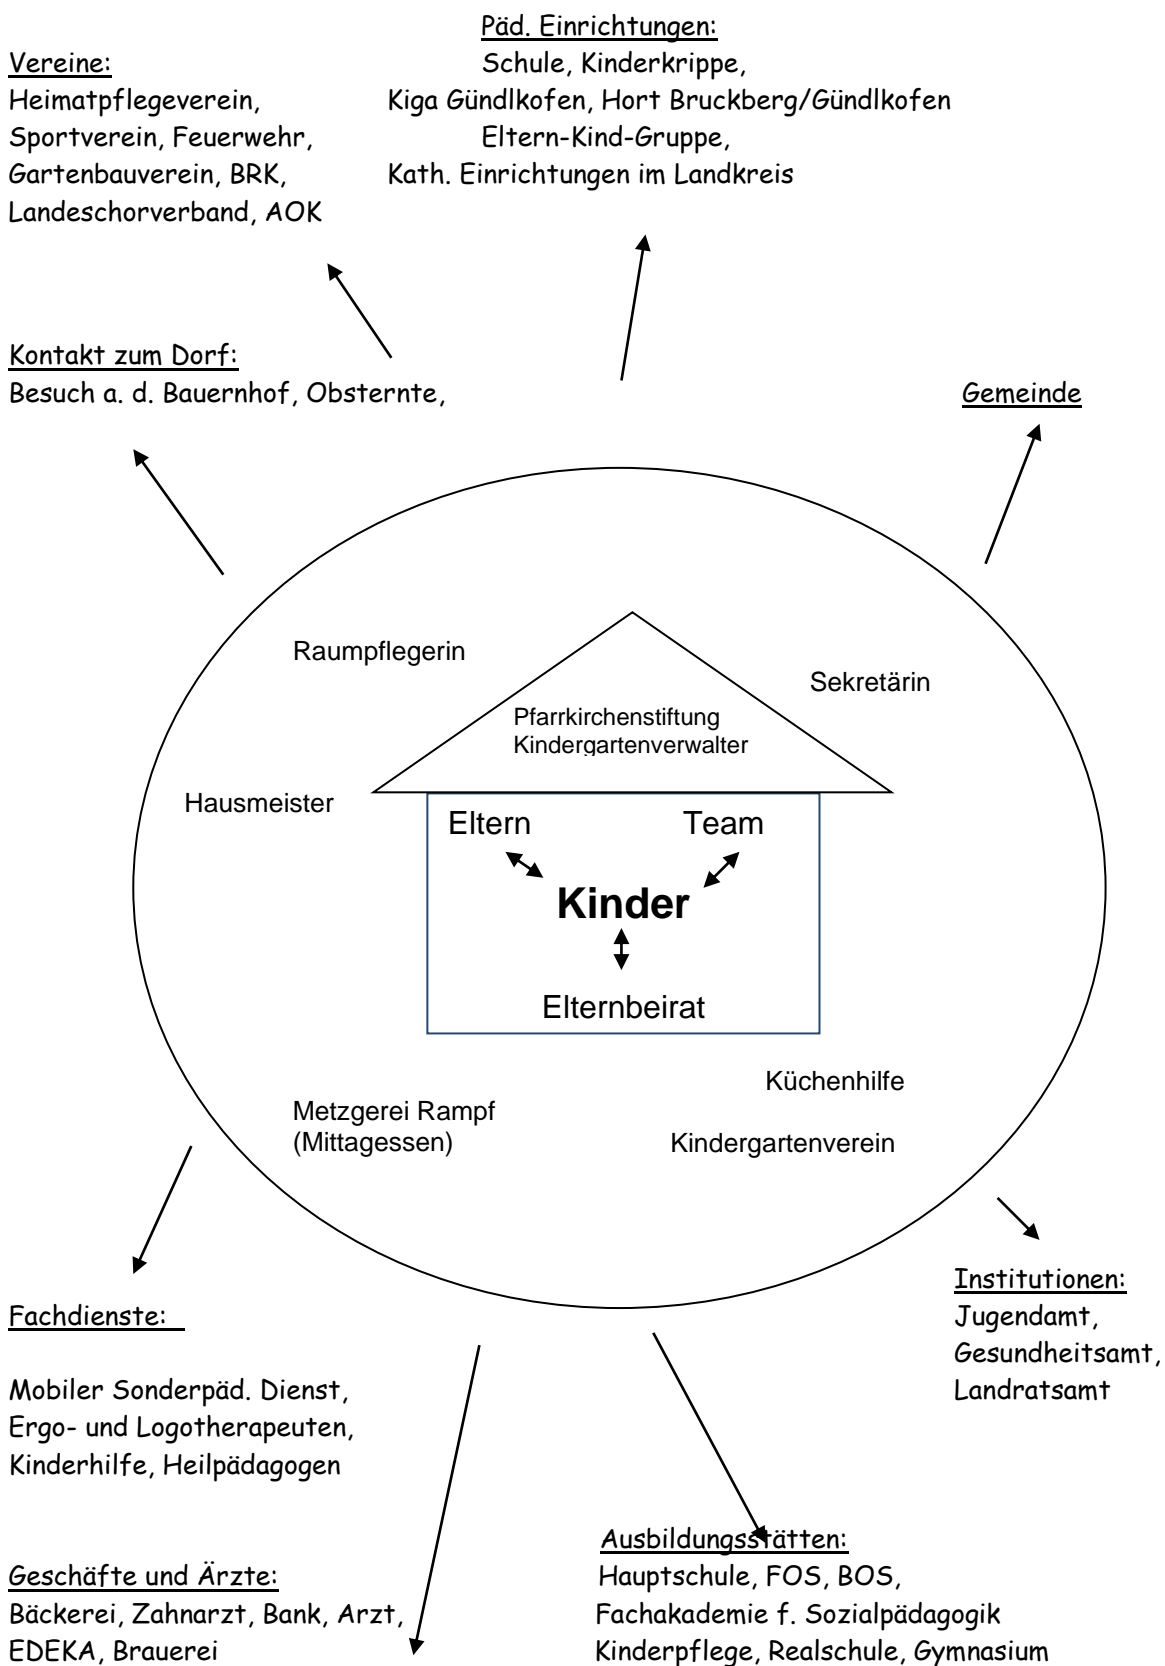 Päd. Einrichtungen:
Schule, Kinderkrippe,
Kiga Gündlkofen, Hort Bruckberg/Gündlkofen
Eltern-Kind-Gruppe,
Kath. Einrichtungen im Landkreis
Vereine:
Heimatpflegeverein,
Sportverein, Feuerwehr,
Gartenbauverein, BRK,
Landeschorverband, AOK
Kontakt zum Dorf:
Besuch a. d. Bauernhof, Obsternte,
Gemeinde
Raumpflegerin
Sekretärin
Pfarrkirchenstiftung
Kindergartenverwalter
Hausmeister
Eltern
Team
Kinder
Elternbeirat
Küchenhilfe
Metzgerei Rampf
(Mittagessen)
Kindergartenverein
Institutionen:
Jugendamt,
Gesundheitsamt,
Landratsamt
Fachdienste:
Mobiler Sonderpäd. Dienst,
Ergo- und Logotherapeuten,
Kinderhilfe, Heilpädagogen
Geschäfte und Ärzte:
Bäckerei, Zahnarzt, Bank, Arzt,
EDEKA, Brauerei
Ausbildungsstätten:
Hauptschule, FOS, BOS,
Fachakademie f. Sozialpädagogik
Kinderpflege, Realschule, Gymnasium